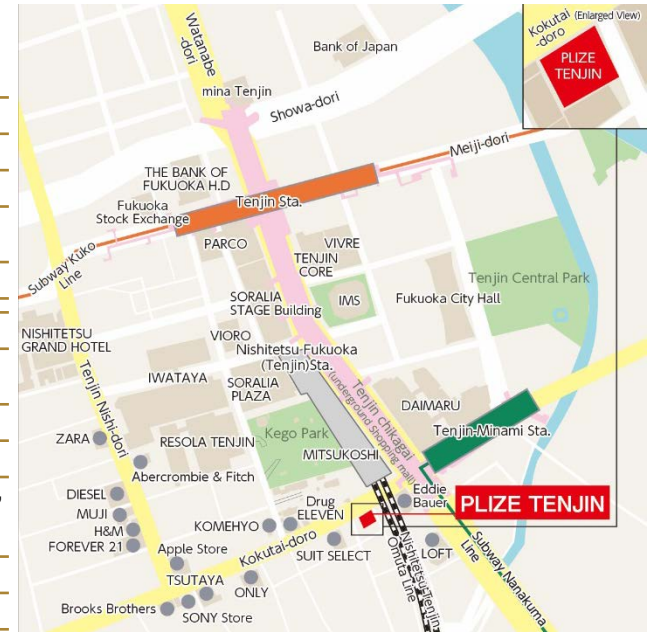 Watanabe
-dori
Bank of Japan
Kokutai
-doro
(Enlarged View)
PLIZE
TENJIN
mina Tenjin
Showa-dori
Meiji-dori
THE BANK OF
FUKUOKA H.D
Tenjin Sta.
Fukuoka
Stock Exchange
PARCO
VIVRE
TENJIN
CORE
Subway Kuko
Line
Tenjin Central Park
SORALIA
STAGE Building
IMS
Fukuoka City Hall
NISHITETSU
GRAND HOTEL
VIORO
Nishitetsu-Fukuoka
(Tenjin)Sta.
IWATAYA
SORALIA
PLAZA
Tenjin Nishi-dori
Tenjin chikagai
(underground Shopping mall)
DAIMARU
Tenjin-Minami Sta.
ZARA
RESOLA TENJIN
Kego Park
MITSUKOSHI
Abercrombie & Fitch
DIESEL
MUJI
H&M
FOREVER 21
Drug
ELEVEN
KOMEHYO
Eddie
Bauer
PLIZE TENJIN
Kokutai-doro
Apple Store
SUIT SELECT
LOFT
Nishitetsu-Tenjin
Omuta Line
Subway Nanakuma
Line
TSUTAYA
ONLY
Brooks Brothers
SONY Store